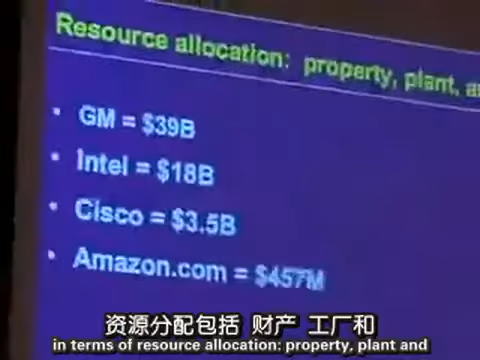 Resource allocation: property, plant,
• GM = $39B
• Intel = $18B
• Cisco = $3.5B
• Amazon.com = $457M
资源分配包括 财产 工厂和
in terms of resource allocation: property, plant and